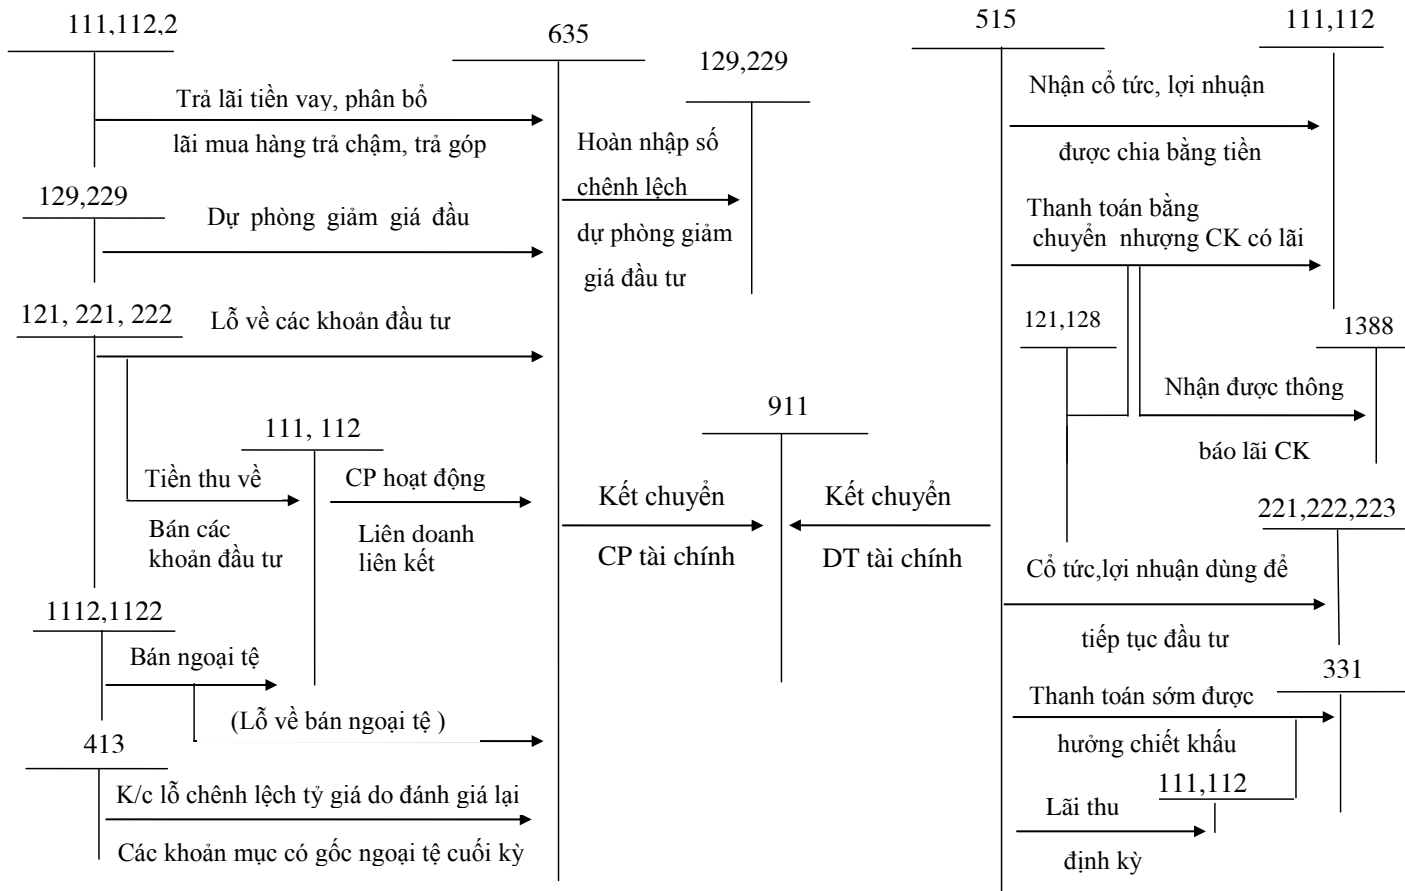 111,112,2
635
515
111,112
129,229
Trả lãi tiền vay, phân bổ
lãi mua hàng trả chậm, trả góp
Nhận cổ tức, lợi nhuận
được chia bằng tiền
Hoàn nhập số
chênh lệch
dự phòng giảm
giá đầu tư
129,229
Dự phòng giảm giá đầu
Thanh toán bằng
chuyển nhượng CK có lãi
121, 221, 222
Lỗ về các khoản đầu tư
121,128
1388
Nhận được thông
báo lãi CK
111, 112
911
Tiền thu về
Bán các
khoản đầu tư
CP hoạt động
Liên doanh
liên kết
Kết chuyển
CP tài chính
Kết chuyển
DT tài chính
221,222,223
Cổ tức,lợi nhuận dùng để
tiếp tục đầu tư
1112,1122
Bán ngoại tệ
(Lỗ về bán ngoại tệ )
331
Thanh toán sớm được
hưởng chiết khấu
413
K/c lỗ chênh lệch tỷ giá do đánh giá lại
Các khoản mục có gốc ngoại tệ cuối kỳ
111,112
Lãi thu
định kỳ